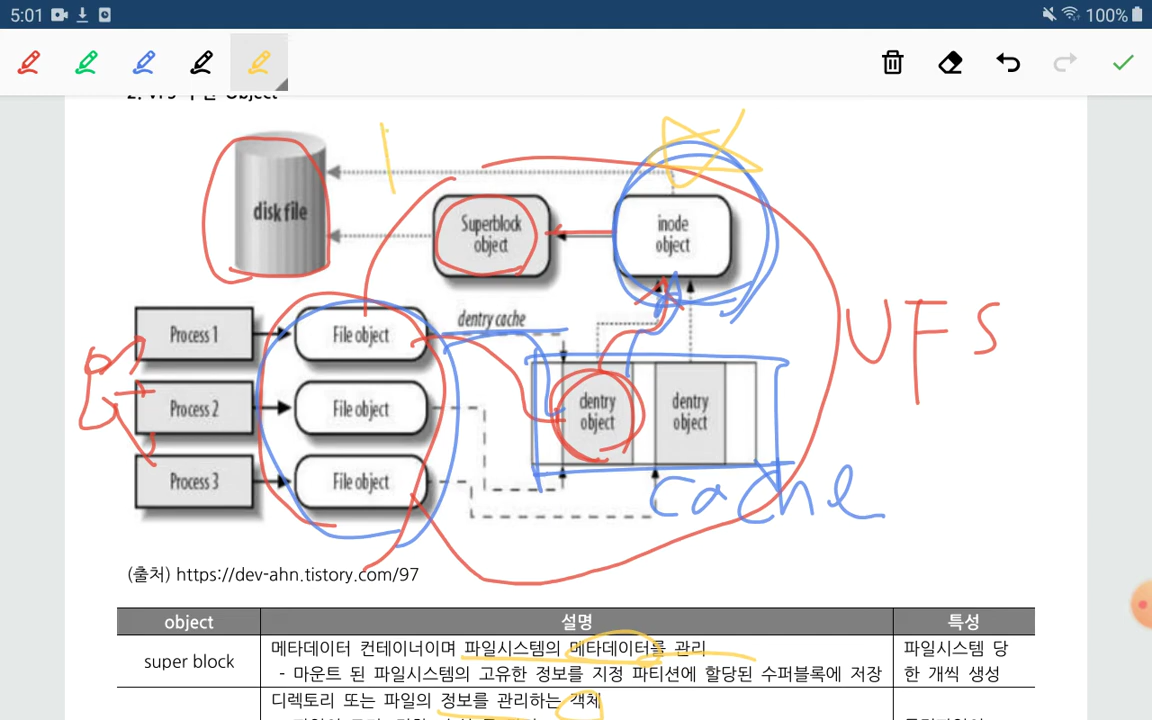 5:01
100%
2. VFS 구현 Object
disk file
Superblock
object
inode
object
Process 1
File object
dentry cache
VFS
Process 2
File object
dentry
object
dentry
object
Process 3
File object
cache
(출처) https://dev-ahn.tistory.com/97
object 설명 특성
super block
메타데이터 컨테이너이며 파일시스템의 메타데이터를 관리
- 마운트 된 파일시스템의 고유한 정보를 지정 파티션에 할당된 수퍼블록에 저장
파일시스템 당
한 개씩 생성
디렉토리 또는 파일의 정보를 관리하는 객체